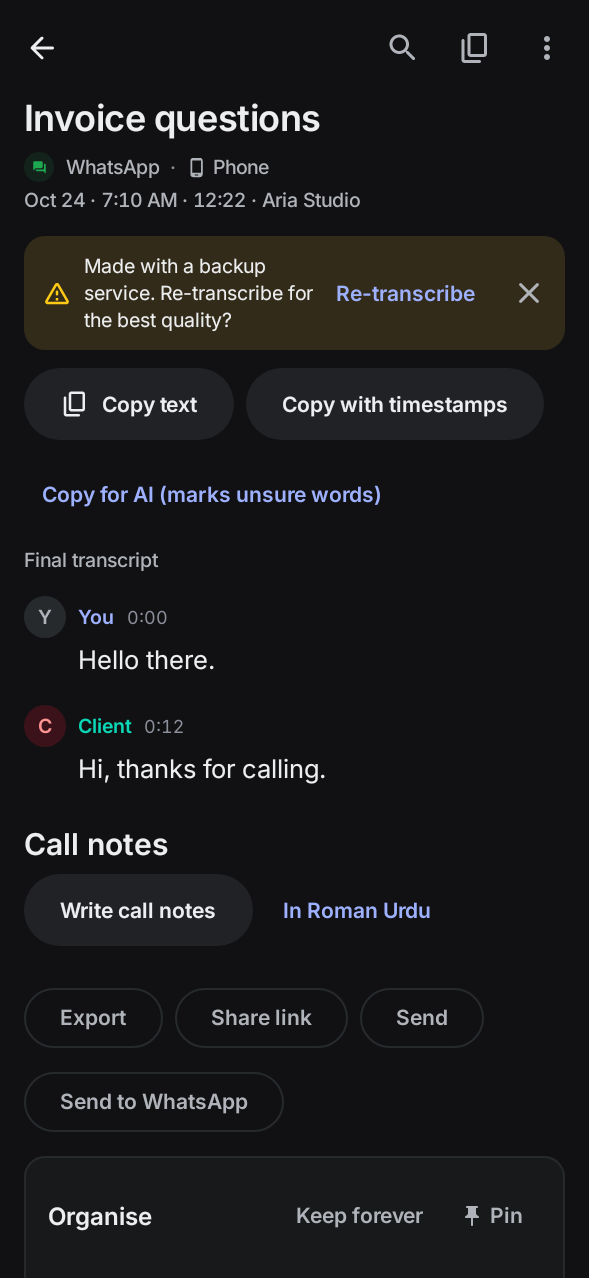 Invoice questions
WhatsApp · Phone
Oct 24 · 7:10 AM · 12:22 · Aria Studio
Made with a backup
service. Re-transcribe for
the best quality?
Re-transcribe
Copy text
Copy with timestamps
Copy for AI (marks unsure words)
Final transcript
Y You 0:00
Hello there.
C Client 0:12
Hi, thanks for calling.
Call notes
Write call notes
In Roman Urdu
Export
Share link
Send
Send to WhatsApp
Organise
Keep forever
Pin